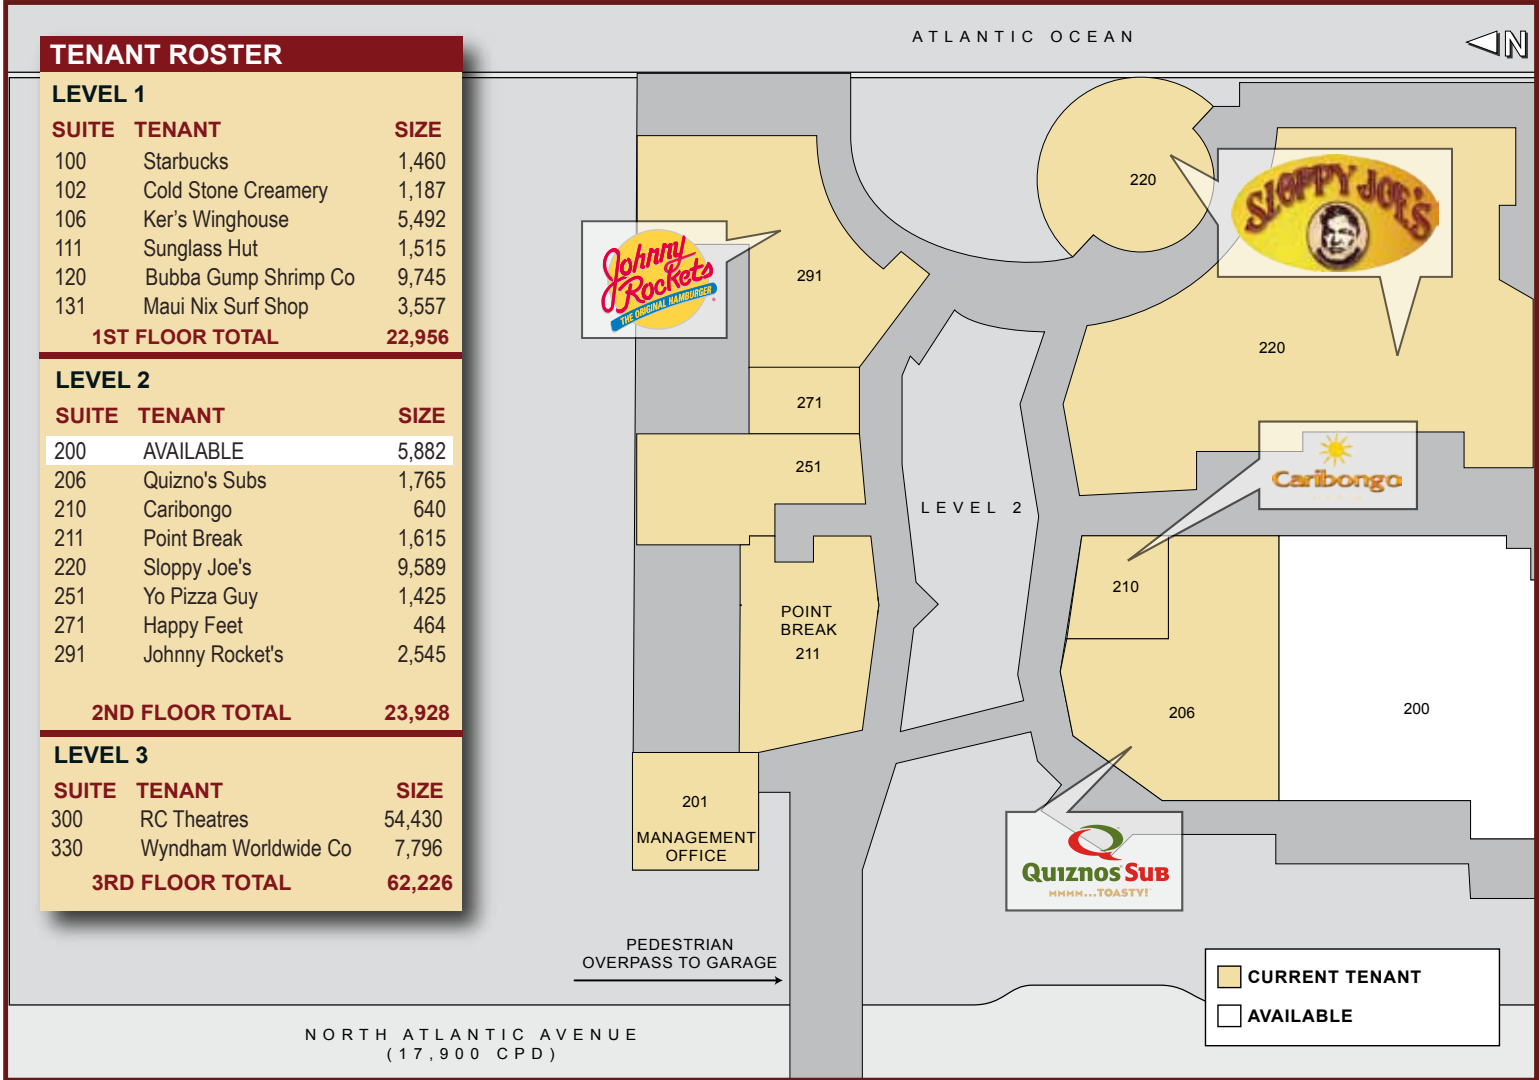 ATLANTIC OCEAN
N
TENANT ROSTER
LEVEL 1
SUITE TENANT SIZE
100 Starbucks 1,460
102 Cold Stone Creamery 1,187
106 Ker's Winghouse 5,492
111 Sunglass Hut 1,515
120 Bubba Gump Shrimp Co 9,745
131 Maui Nix Surf Shop 3,557
1ST FLOOR TOTAL 22,956
LEVEL 2
SUITE TENANT SIZE
200 AVAILABLE 5,882
206 Quizno's Subs 1,765
210 Caribongo 640
211 Point Break 1,615
220 Sloppy Joe's 9,589
251 Yo Pizza Guy 1,425
271 Happy Feet 464
291 Johnny Rocket's 2,545
2ND FLOOR TOTAL 23,928
LEVEL 3
SUITE TENANT SIZE
300 RC Theatres 54,430
330 Wyndham Worldwide Co 7,796
3RD FLOOR TOTAL 62,226
220
SLOPPY JOE'S
Johnny
Rockets
THE ORIGINAL HAMBURGER
291
220
271
251
Caribongo
LEVEL 2
210
POINT
BREAK
211
206
200
201
MANAGEMENT
OFFICE
QUIZNOS SUB
MMMM...TOASTY!
PEDESTRIAN
OVERPASS TO GARAGE
CURRENT TENANT
AVAILABLE
NORTH ATLANTIC AVENUE
(17,900 CPD)